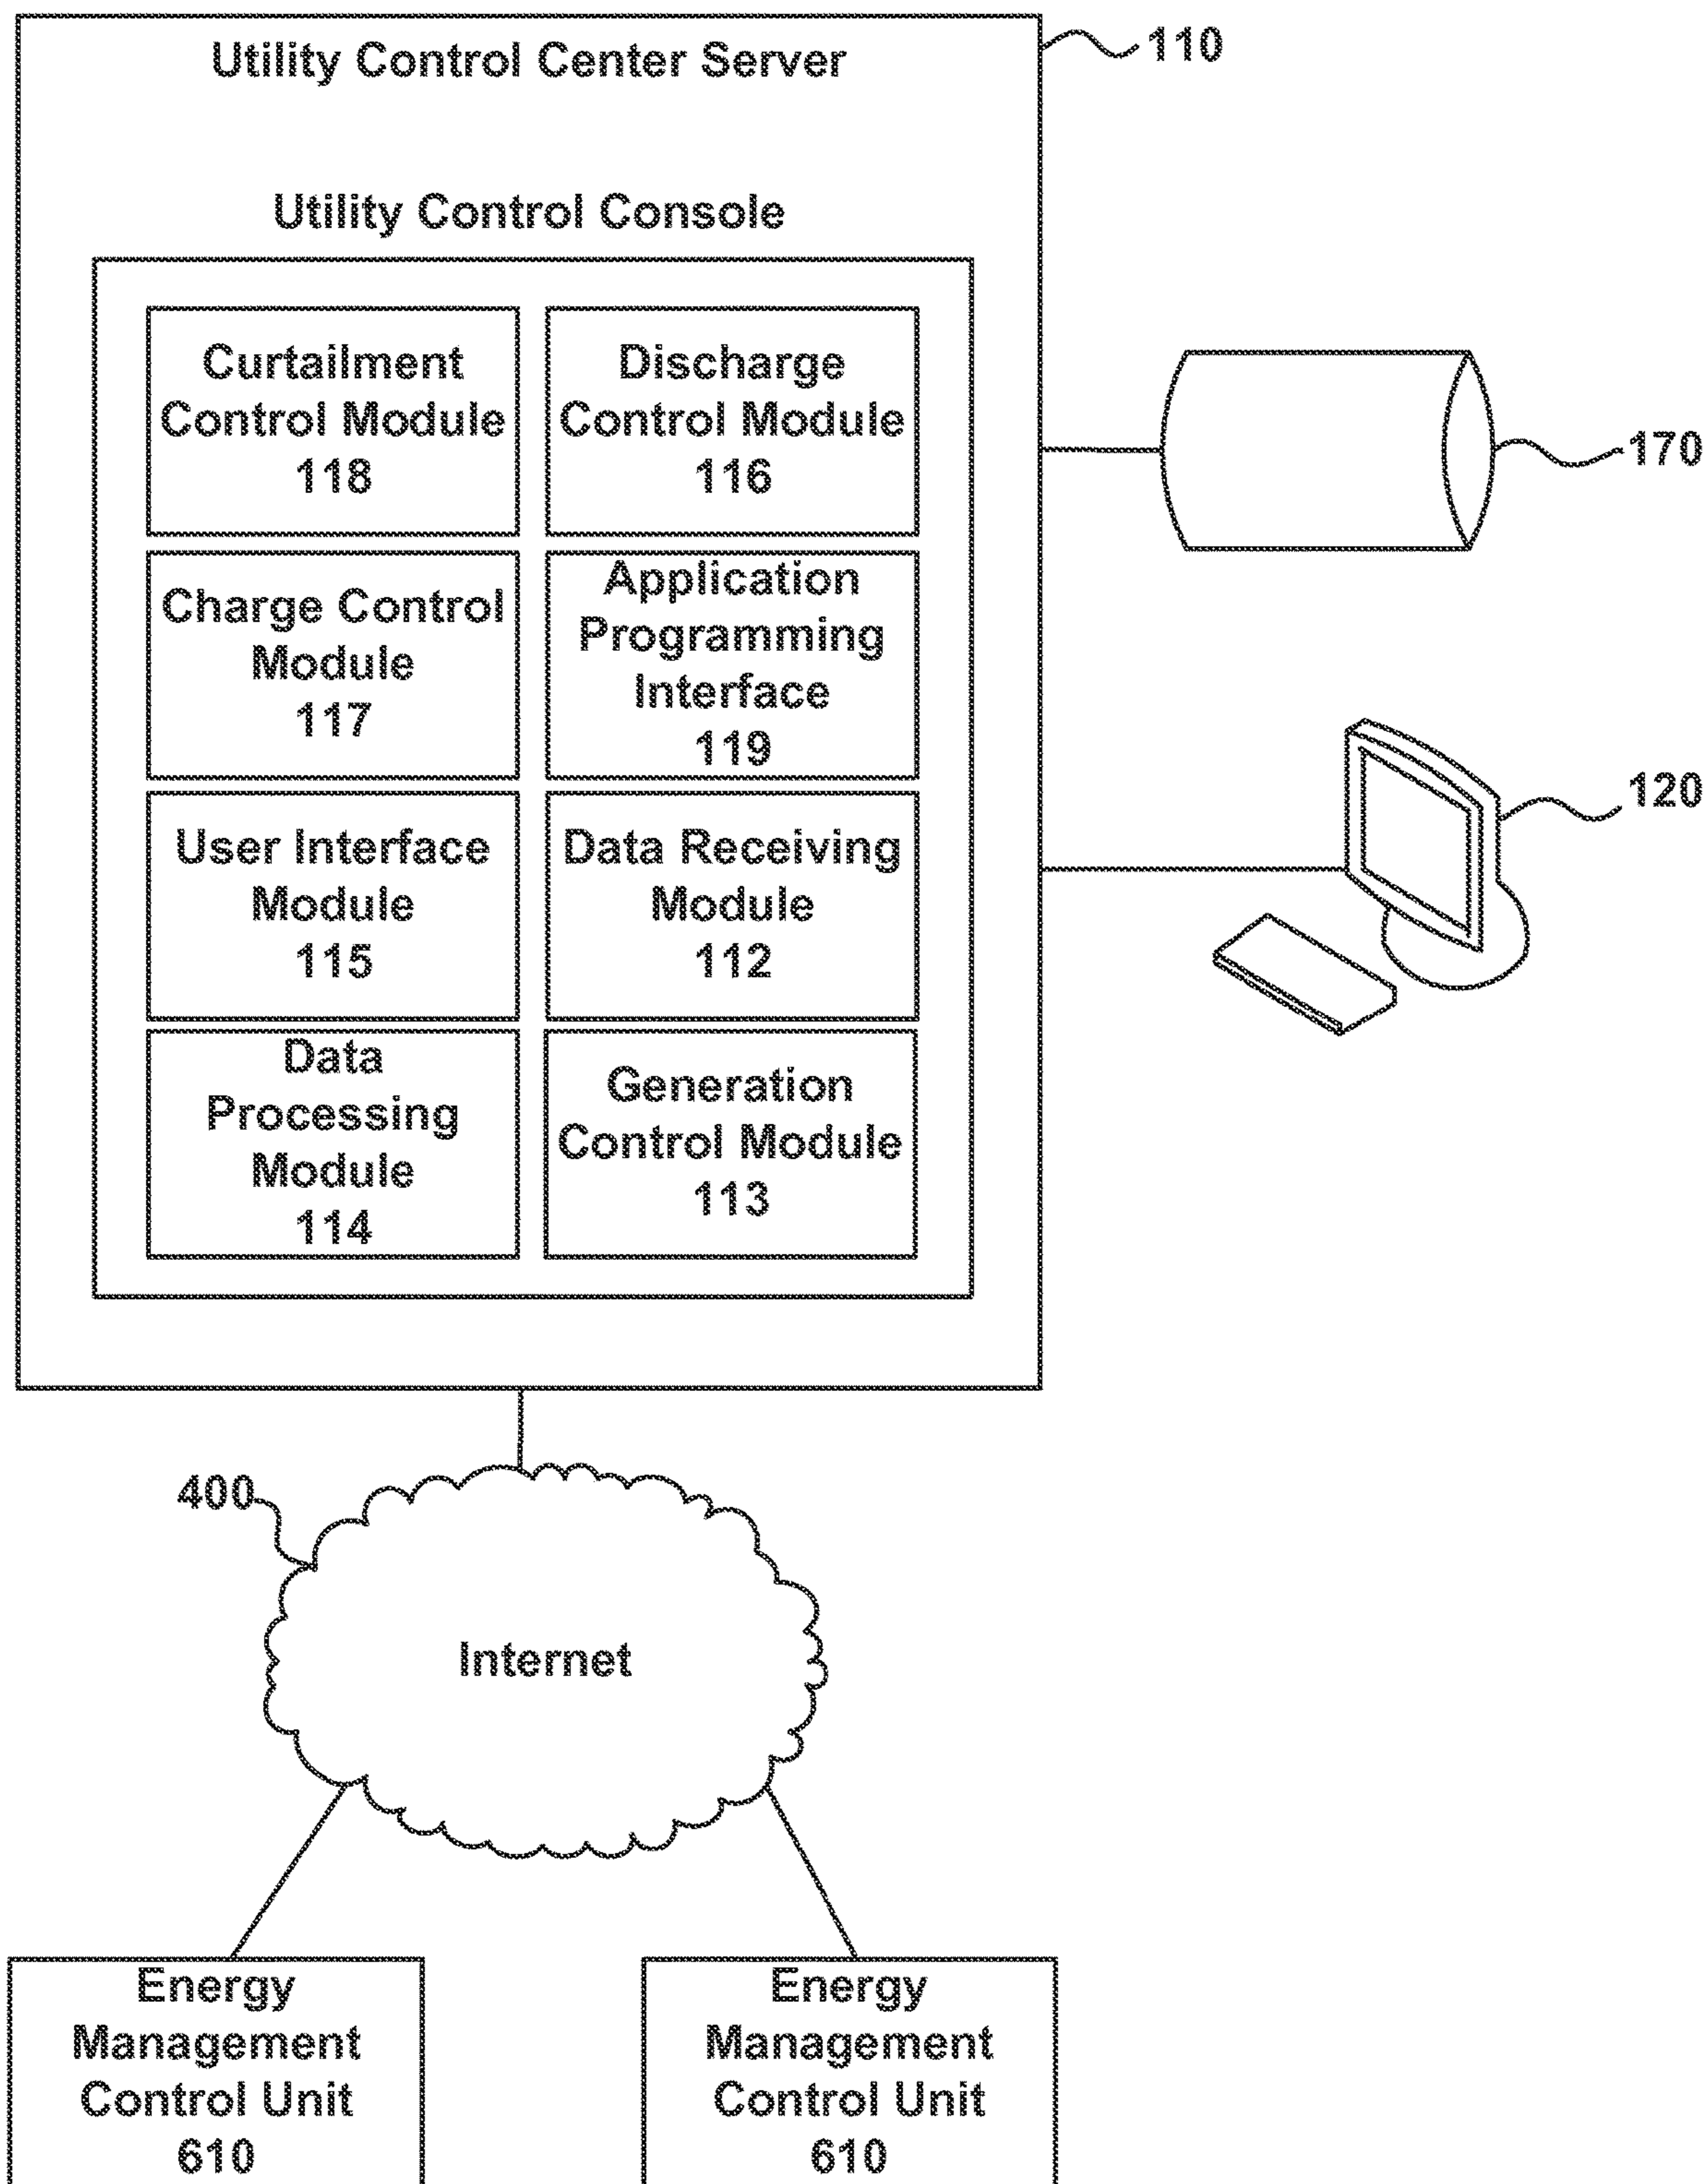 Utility Control Center Server
110
Utility Control Console
Curtailment
Control Module
118
Discharge
Control Module
116
170
Charge Control
Module
117
Application
Programming
Interface
119
120
User Interface
Module
115
Data Receiving
Module
112
Data
Processing
Module
114
Generation
Control Module
113
400
Internet
Energy
Management
Control Unit
610
Energy
Management
Control Unit
610